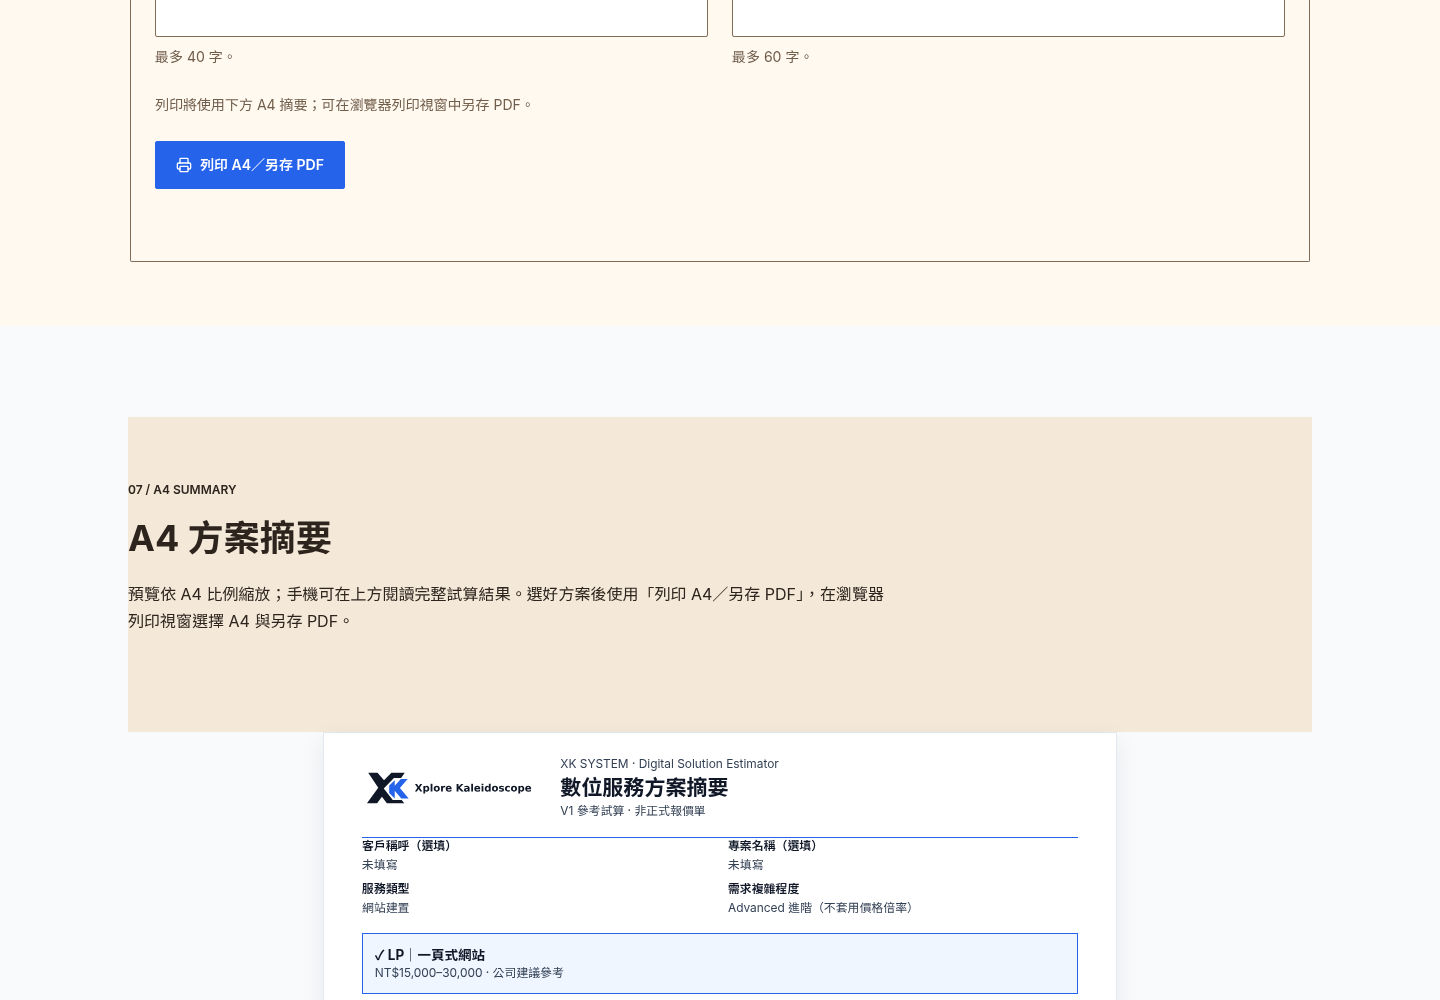 最多 40 字。
最多 60 字。
列印將使用下方 A4 摘要；可在瀏覽器列印視窗中另存 PDF。
列印 A4／另存 PDF
07 / A4 SUMMARY
A4 方案摘要
預覽依 A4 比例縮放；手機可在上方閱讀完整試算結果。選好方案後使用「列印 A4／另存 PDF」，在瀏覽器
列印視窗選擇 A4 與另存 PDF。
XK Xplore Kaleidoscope
XK SYSTEM · Digital Solution Estimator
數位服務方案摘要
V1 參考試算 · 非正式報價單
客戶稱呼（選填）
未填寫
專案名稱（選填）
未填寫
服務類型
網站建置
需求複雜程度
Advanced 進階（不套用價格倍率）
✓ LP｜一頁式網站
NT$15,000–30,000 · 公司建議參考